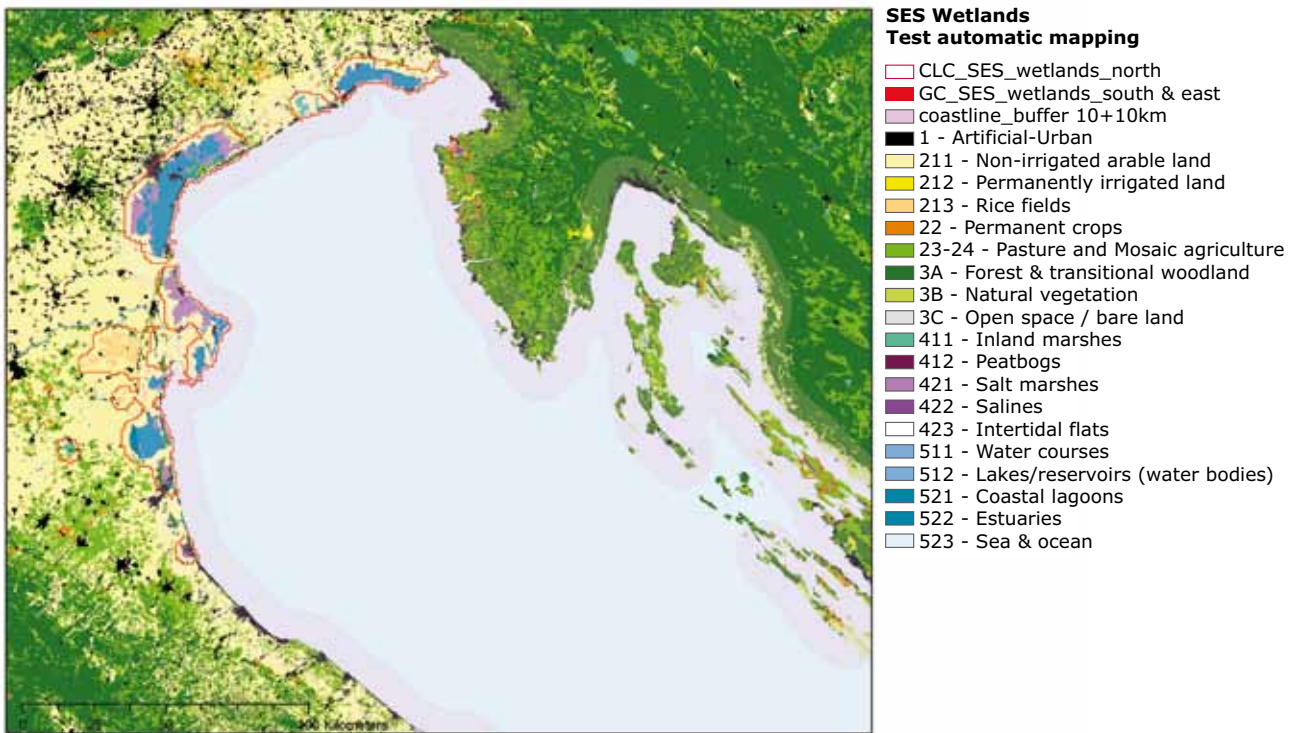 SES Wetlands
Test automatic mapping
CLC_SES_wetlands_north
GC_SES_wetlands_south & east
coastline_buffer 10+10km
1 - Artificial-Urban
211 - Non-irrigated arable land
212 - Permanently irrigated land
213 - Rice fields
22 - Permanent crops
23-24 - Pasture and Mosaic agriculture
3A - Forest & transitional woodland
3B - Natural vegetation
3C - Open space / bare land
411 - Inland marshes
412 - Peatbogs
421 - Salt marshes
422 - Salines
423 - Intertidal flats
511 - Water courses
512 - Lakes/reservoirs (water bodies)
521 - Coastal lagoons
522 - Estuaries
523 - Sea & ocean
Kilometers